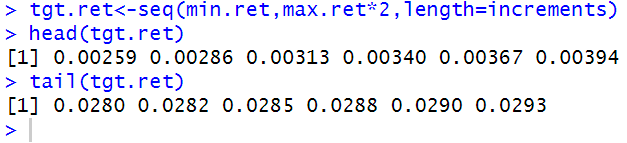 > tgt.ret<-seq(min.ret,max.ret*2,length=increments)
> head(tgt.ret)
[1] 0.00259 0.00286 0.00313 0.00340 0.00367 0.00394
> tail(tgt.ret)
[1] 0.0280 0.0282 0.0285 0.0288 0.0290 0.0293
>